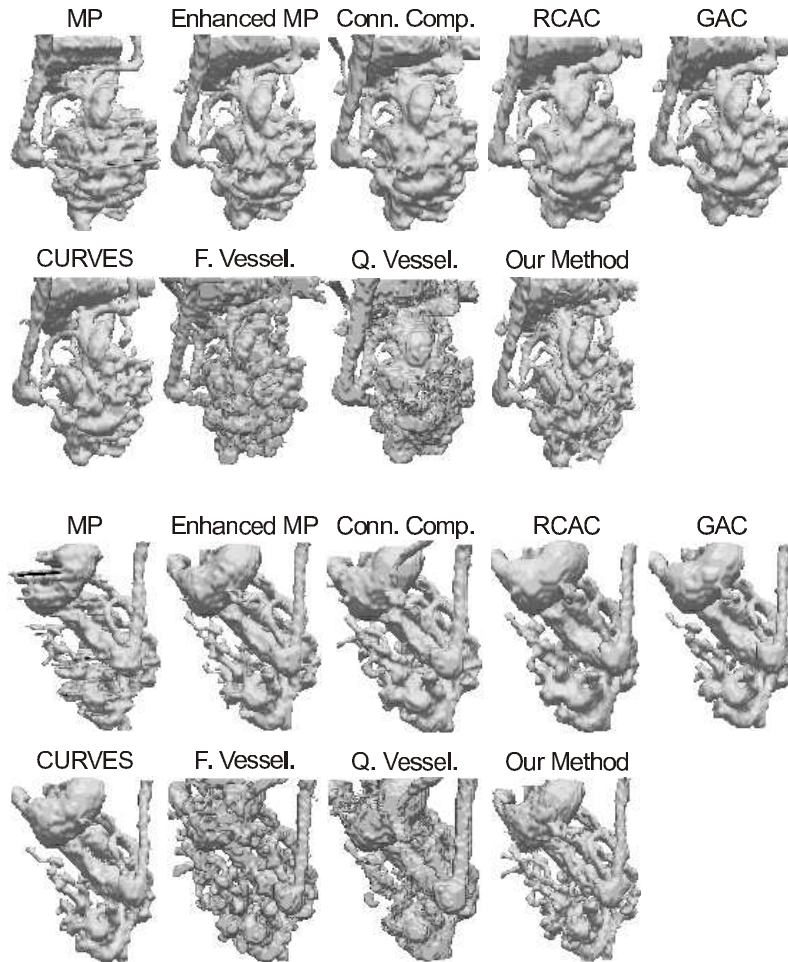 MP Enhanced MP Conn. Comp. RCAC GAC
CURVES F. Vessel. Q. Vessel. Our Method
MP Enhanced MP Conn. Comp. RCAC GAC
CURVES F. Vessel. Q. Vessel. Our Method